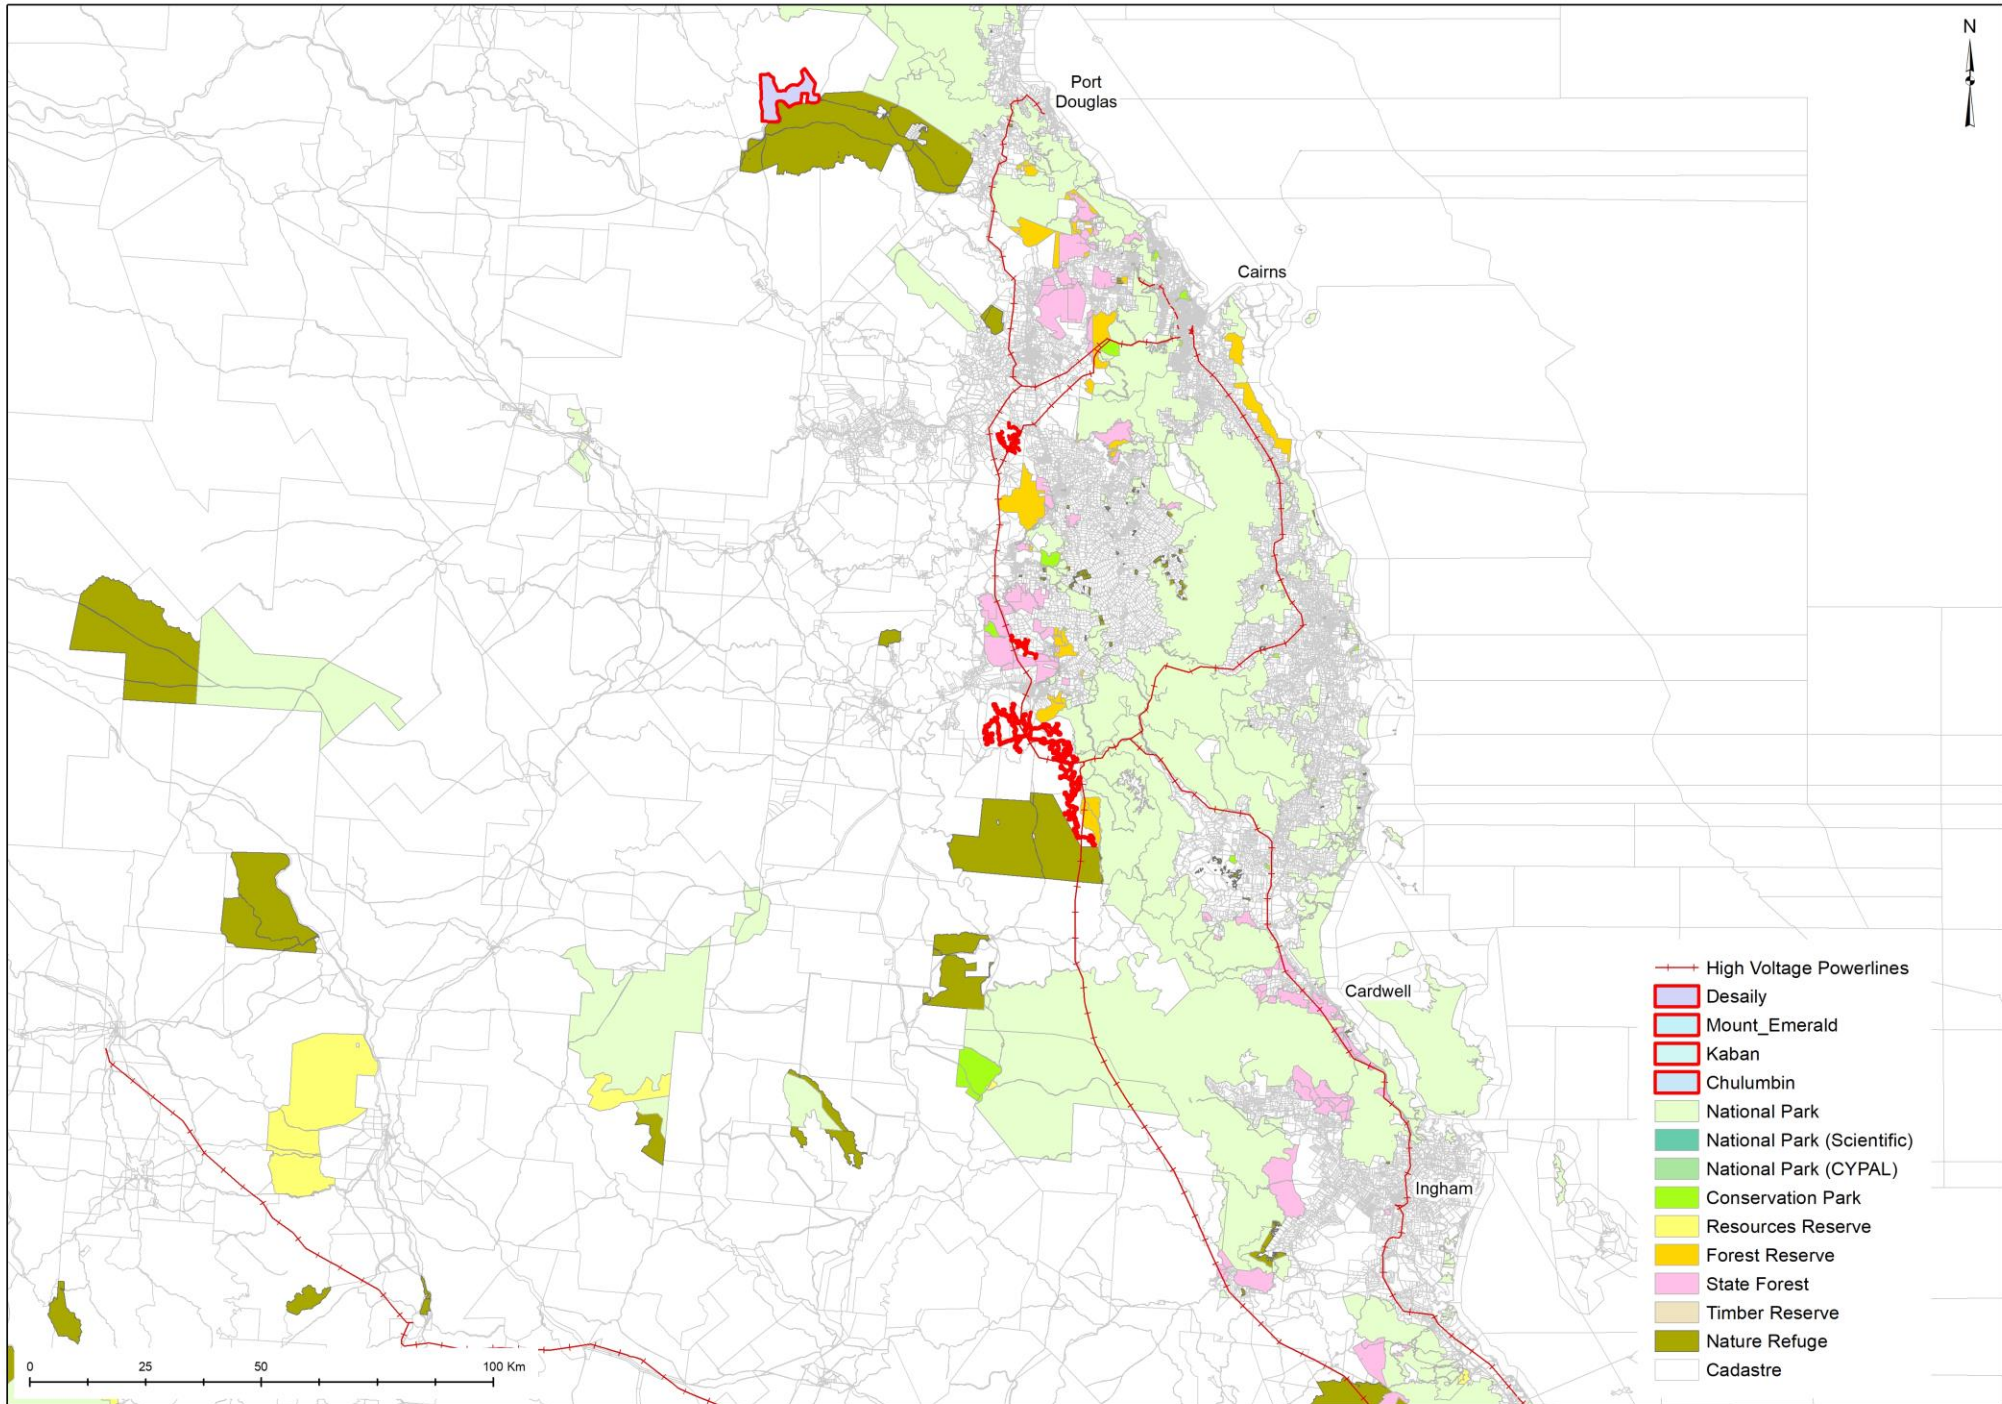 N
Port
Douglas
Cairns
Cardwell
Ingham
High Voltage Powerlines
Desaily
Mount_Emerald
Kaban
Chulumbin
National Park
National Park (Scientific)
National Park (CYPAL)
Conservation Park
Resources Reserve
Forest Reserve
State Forest
Timber Reserve
Nature Refuge
Cadastre
0 25 50 100 Km